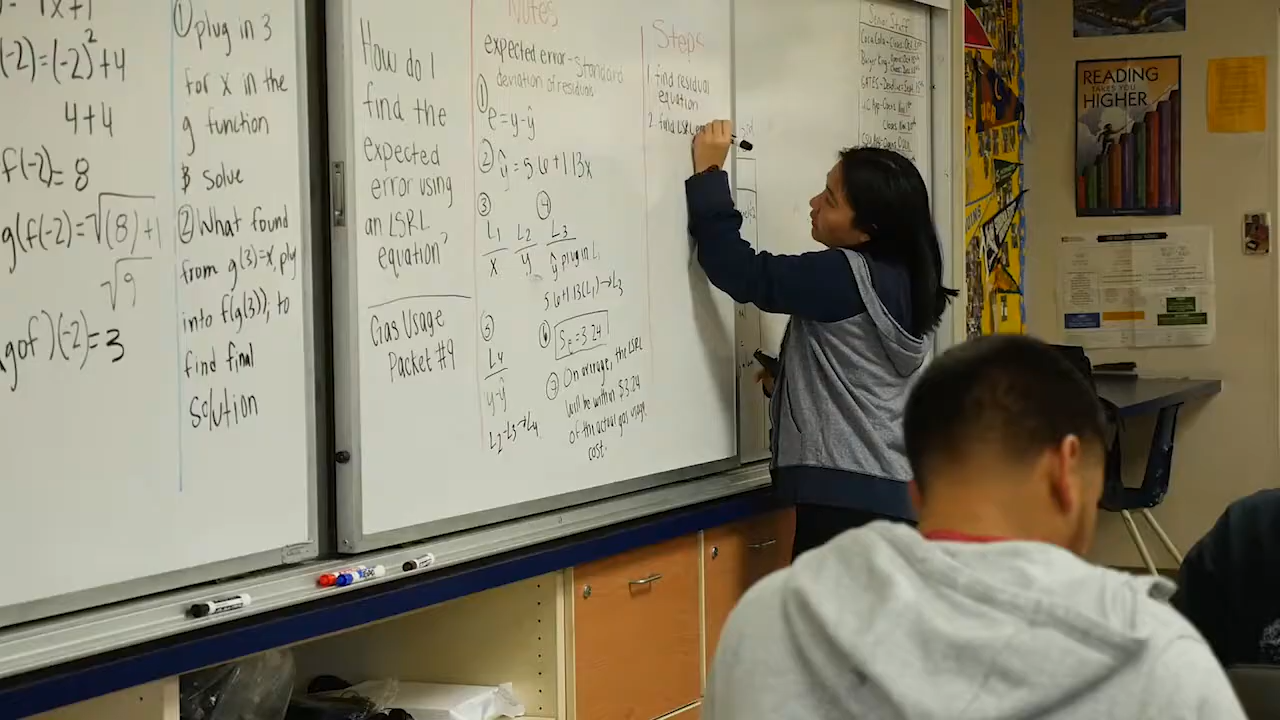 (-2)=(-2)²+4
4+4
f(-2)=8
g(f(-2)=√(8)+1
√9
gof)(-2)=3
① plug in 3
for x in the
g function
& solve
② What found
from g(3)=x, plug
into f(g(3)), to
find final
solution
How do I
find the
expected
error using
an LSRL
equation?
Gas Usage
Packet #9
Notes
expected error - standard
deviation of residuals
① e=y-ŷ
② ŷ=5.6+1.13x
③ ④
L₁ L₂ L₃
x y ŷ plug in L₁
5.6+1.13(L₁)→L₃
⑤
L₄
y-ŷ
L₂-L₃→L₄
⑥ Se=3.24
⑦ On average, the LSRL
will be within $3.24
of the actual gas usage
cost.
Steps
1. find residual
equation
2. find LSRL
Senior Stuff
READING
TAKES YOU
HIGHER